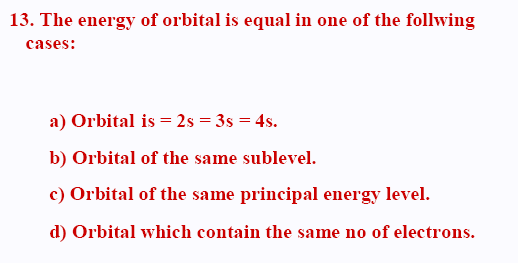 13. The energy of orbital is equal in one of the follwing
cases:
a) Orbital is = 2s = 3s = 4s.
b) Orbital of the same sublevel.
c) Orbital of the same principal energy level.
d) Orbital which contain the same no of electrons.